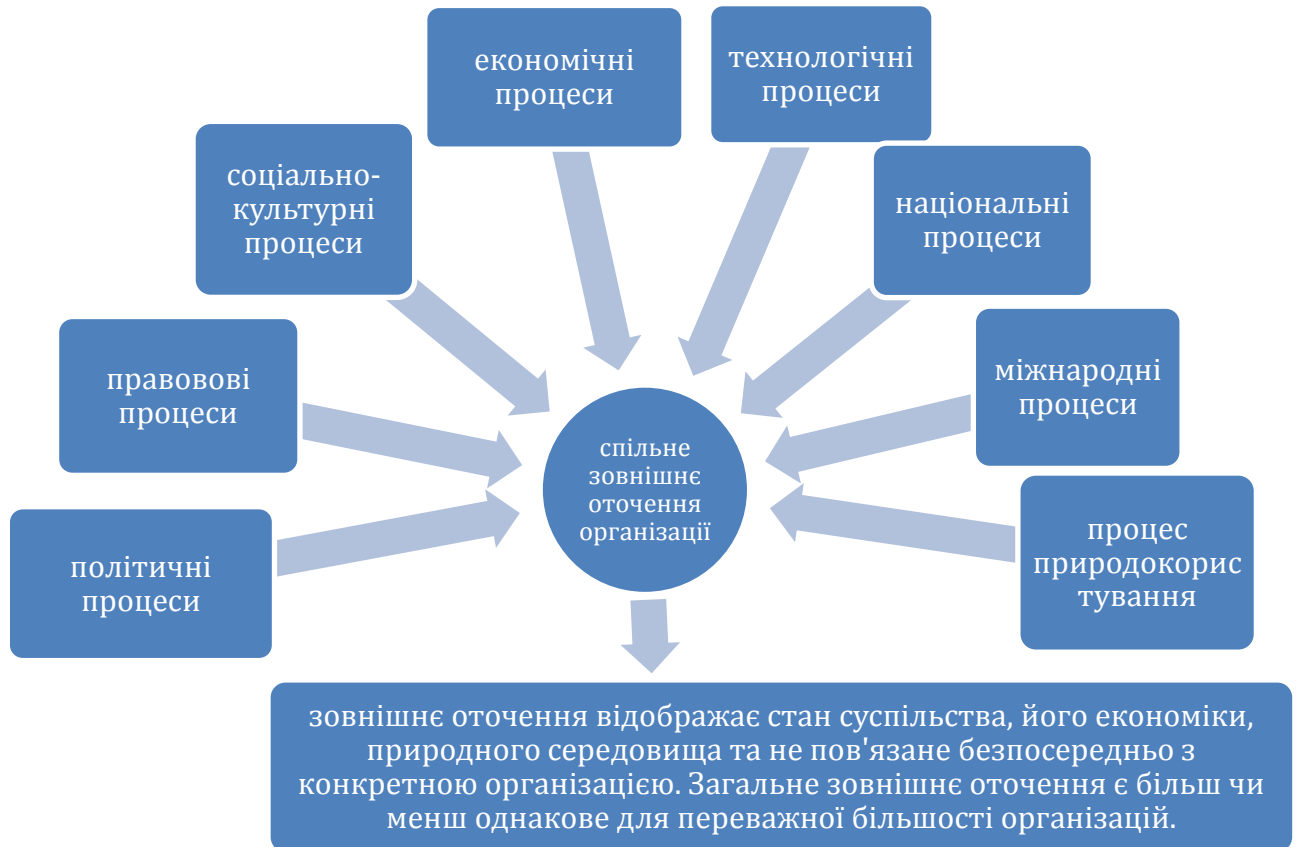 економічні
процеси
технологічні
процеси
соціально-
культурні
процеси
національні
процеси
правовові
процеси
міжнародні
процеси
спільне
зовнішнє
оточення
організації
політичні
процеси
процес
природокорис
тування
зовнішнє оточення відображає стан суспільства, його економіки,
природного середовища та не пов'язане безпосередньо з
конкретною організацією. Загальне зовнішнє оточення є більш чи
менш однакове для переважної більшості організацій.